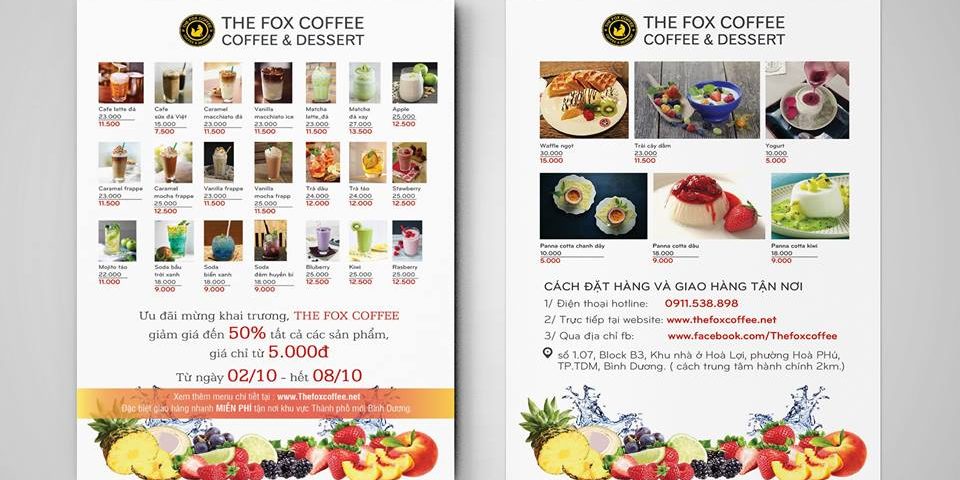 THE FOX COFFEE
COFFEE & DESSERT
Cafe latte đá
23.000
11.500
Cafe
sữa đá Việt
15.000
7.500
Caramel
macchiato đá
23.000
11.500
Vanilla
macchiato ice
23.000
11.500
Matcha
latte_đá
23.000
11.500
Matcha
đá xay
27.000
13.500
Apple
25.000
12.500
Caramel frappe
23.000
11.500
Caramel
mocha frappe
25.000
12.500
Vanilla frappe
23.000
11.500
Vanilla
mocha frapp
25.000
12.500
Trà dâu
24.000
12.000
Trà táo
24.000
12.000
Stawberry
25.000
12.500
Mojito táo
22.000
11.000
Soda bầu
trời xanh
18.000
9.000
Soda
biển xanh
18.000
9.000
Soda
đêm huyền bí
18.000
9.000
Bluberry
25.000
12.500
Kiwi
25.000
12.500
Rasberry
25.000
12.500
Ưu đãi mừng khai trương, THE FOX COFFEE
giảm giá đến 50% tất cả các sản phẩm,
giá chỉ từ 5.000đ
Từ ngày 02/10 - hết 08/10
Xem thêm menu chi tiết tại : www.Thefoxcoffee.net
Đặc biệt giao hàng nhanh MIỄN PHÍ tận nơi khu vực Thành phố mới Bình Dương.
THE FOX COFFEE
COFFEE & DESSERT
Waffle ngọt
30.000
15.000
Trái cây dầm
23.000
11.500
Yogurt
10.000
5.000
Panna cotta chanh dây
10.000
5.000
Panna cotta dâu
18.000
9.000
Panna cotta kiwi
18.000
9.000
CÁCH ĐẶT HÀNG VÀ GIAO HÀNG TẬN NƠI
1/ Điện thoại hotline: 0911.538.898
2/ Trực tiếp tại website: www.thefoxcoffee.net
3/ Qua địa chỉ fb: www.facebook.com/Thefoxcoffee
số 1.07, Block B3, Khu nhà ở Hoà Lợi, phường Hoà PHú,
TP.TDM, Bình Dương. ( cách trung tâm hành chính 2km.)